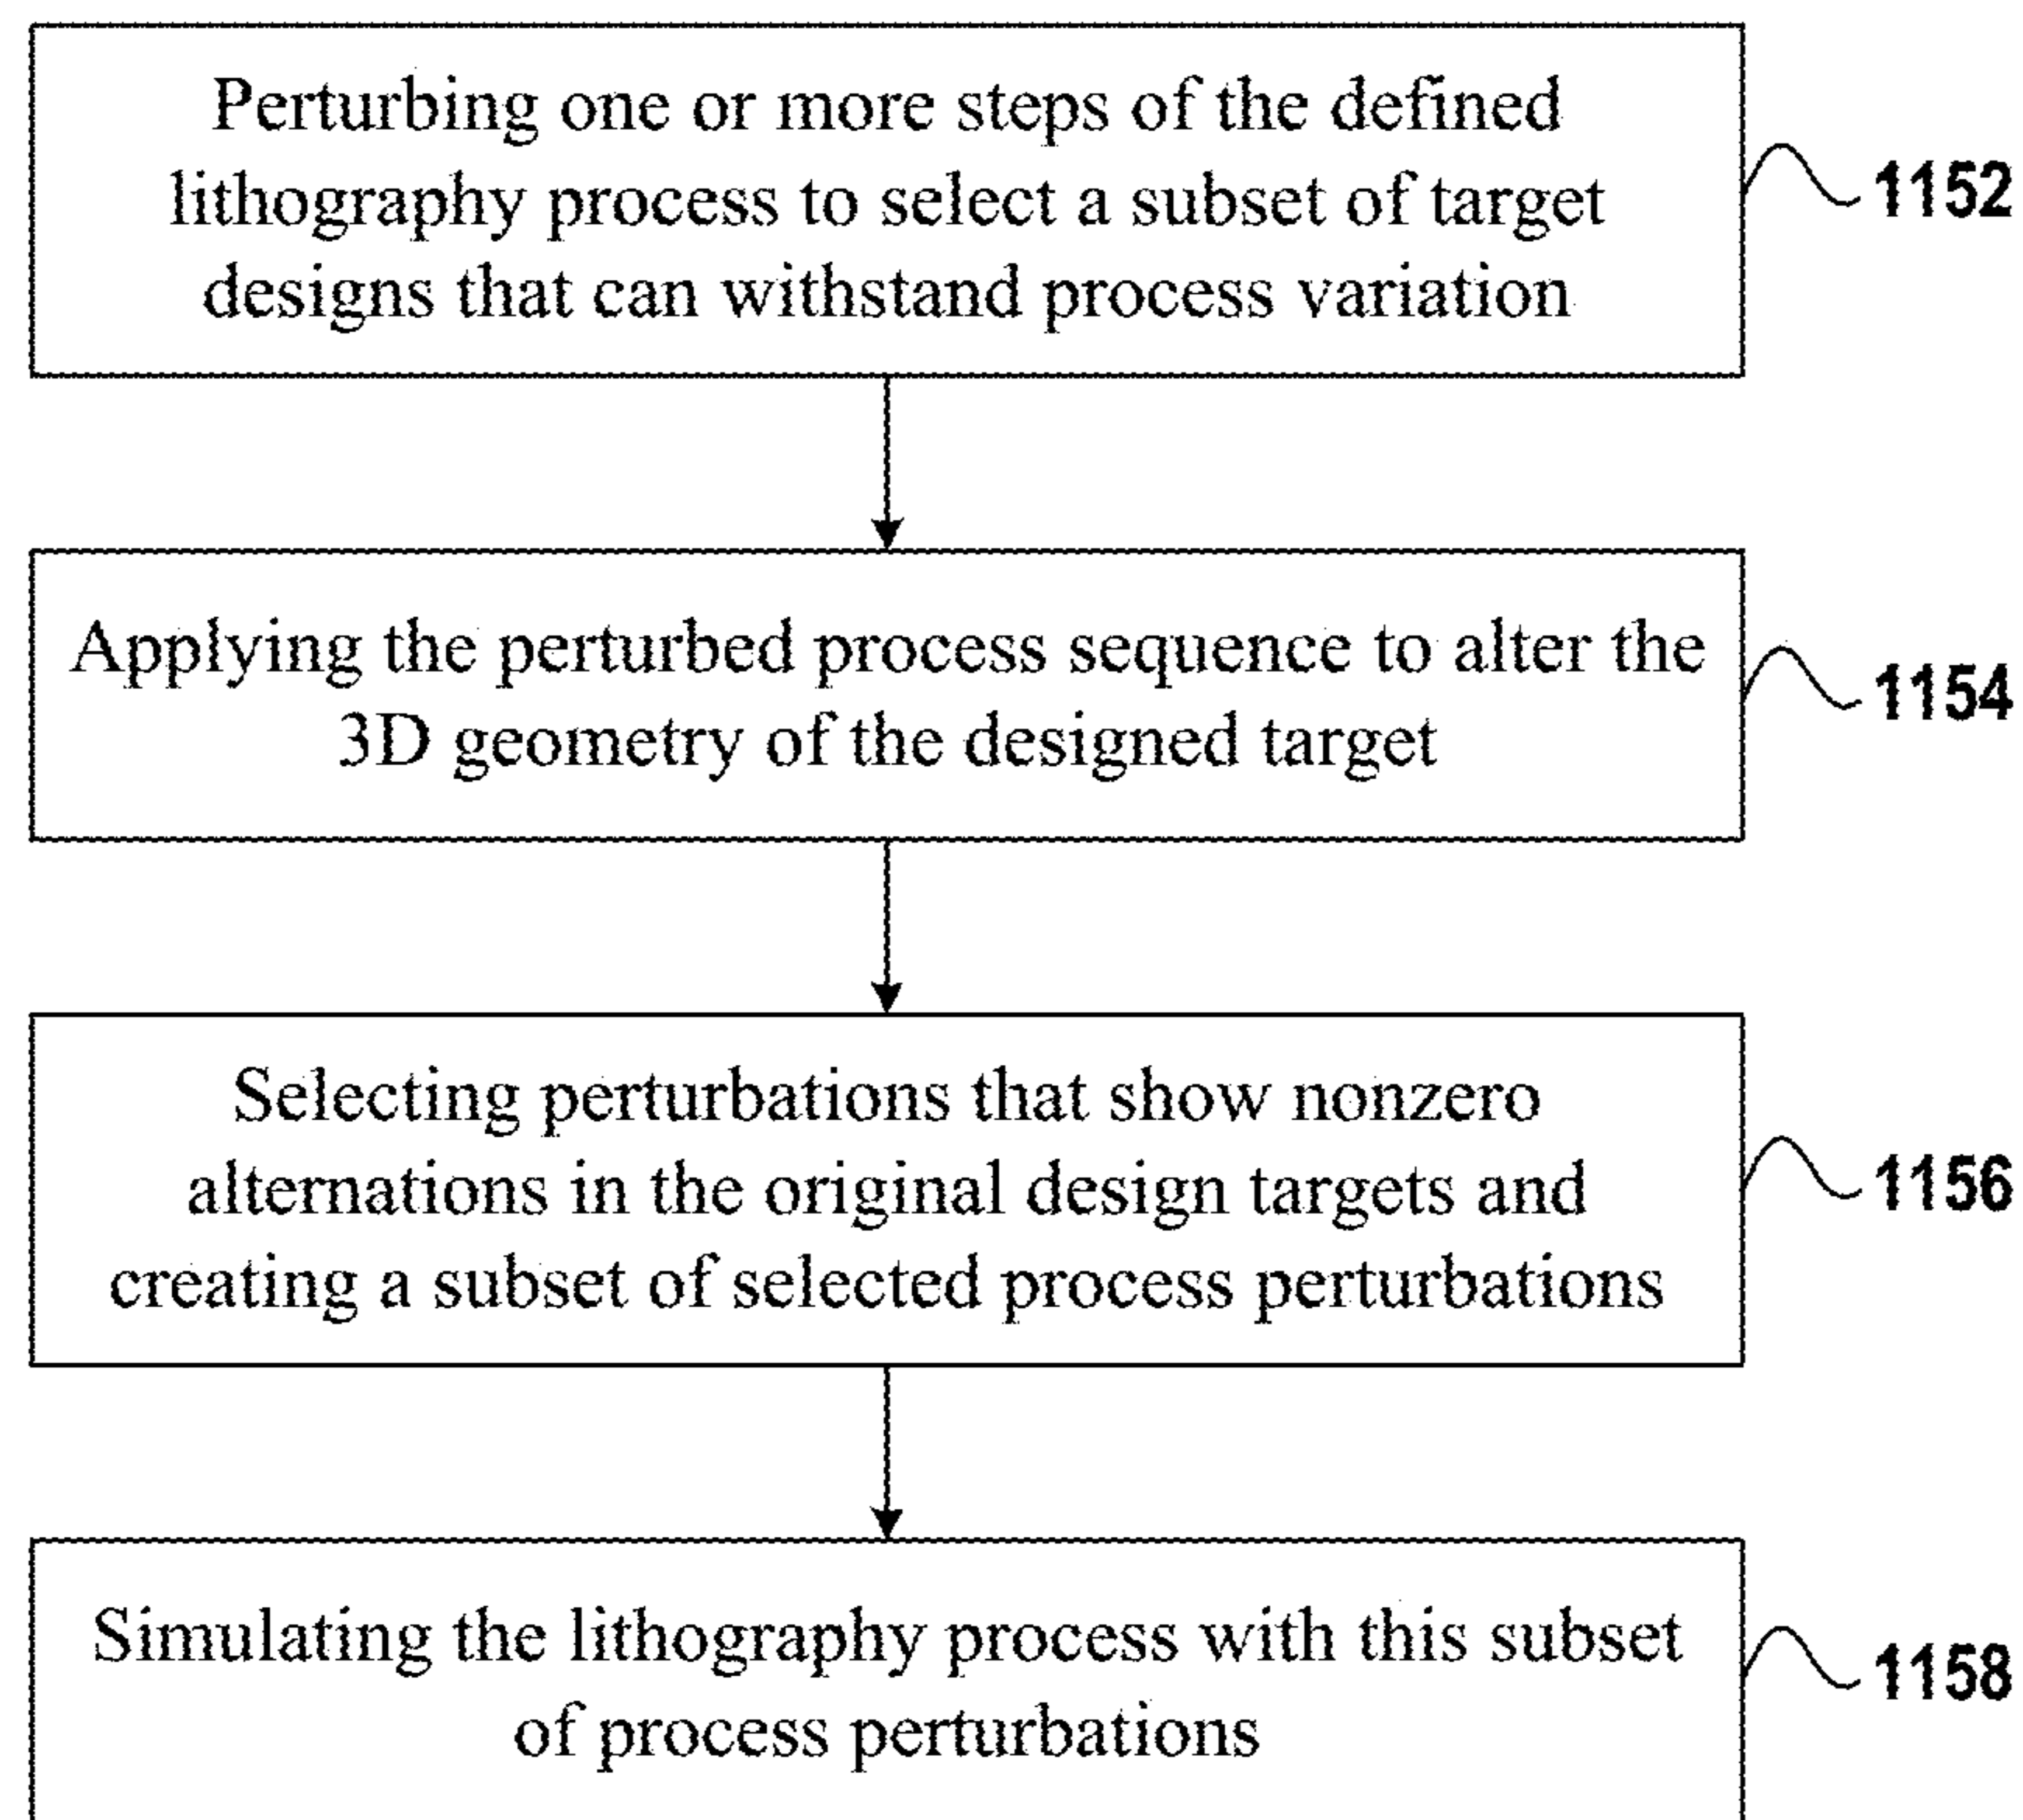 Perturbing one or more steps of the defined
lithography process to select a subset of target
designs that can withstand process variation
1152
Applying the perturbed process sequence to alter the
3D geometry of the designed target
1154
Selecting perturbations that show nonzero
alternations in the original design targets and
creating a subset of selected process perturbations
1156
Simulating the lithography process with this subset
of process perturbations
1158